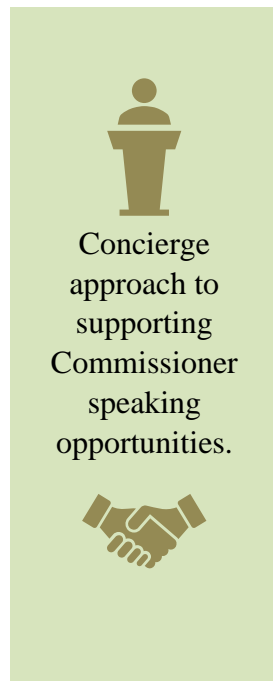 Concierge
approach to
supporting
Commissioner
speaking
opportunities.